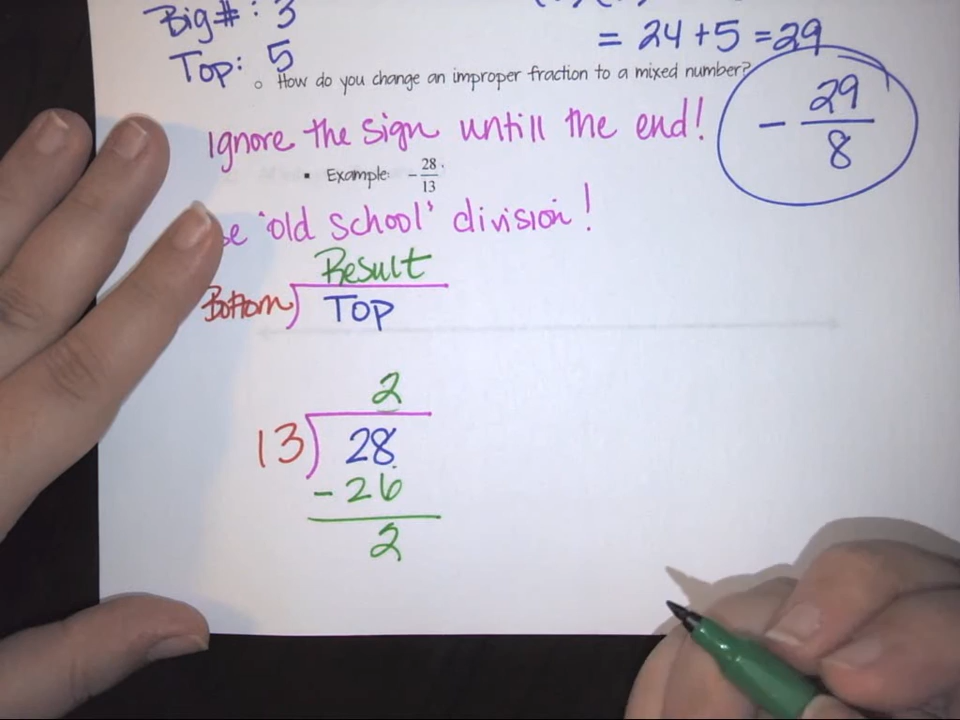 Big#: 3
= 24 + 5 = 29
Top: 5
How do you change an improper fraction to a mixed number?
- 29/8
Ignore the sign untill the end!
Example: -28/13.
'old school' division!
Result
Bottom) Top
2
13) 28
- 26
2